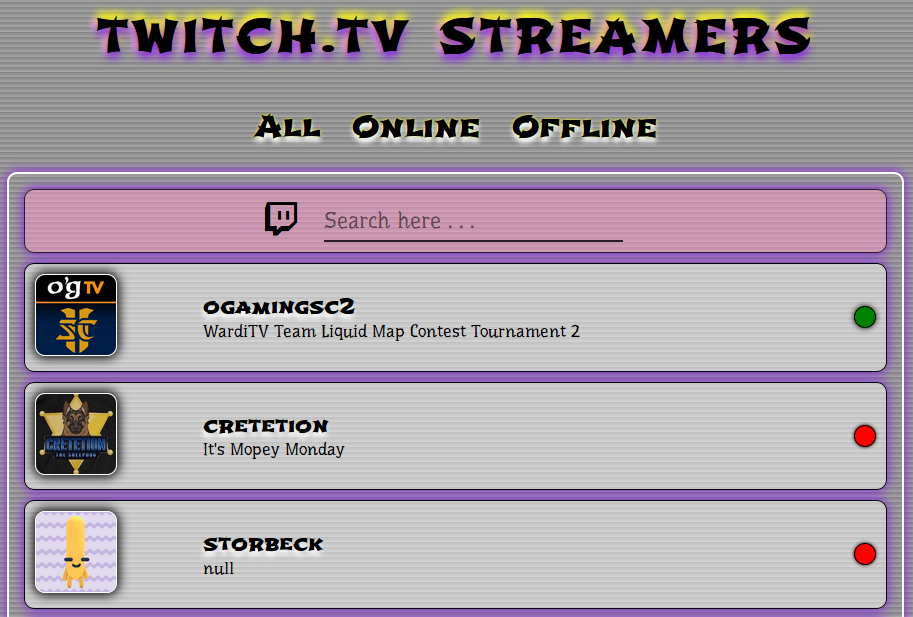 TWITCH.TV STREAMERS
All Online Offline
Search here . . .
o'g TV
SC
OGAMINGSC2
WardiTV Team Liquid Map Contest Tournament 2
CRETETION
THE SHEEPDOG
CRETETION
It's Mopey Monday
STORBECK
null